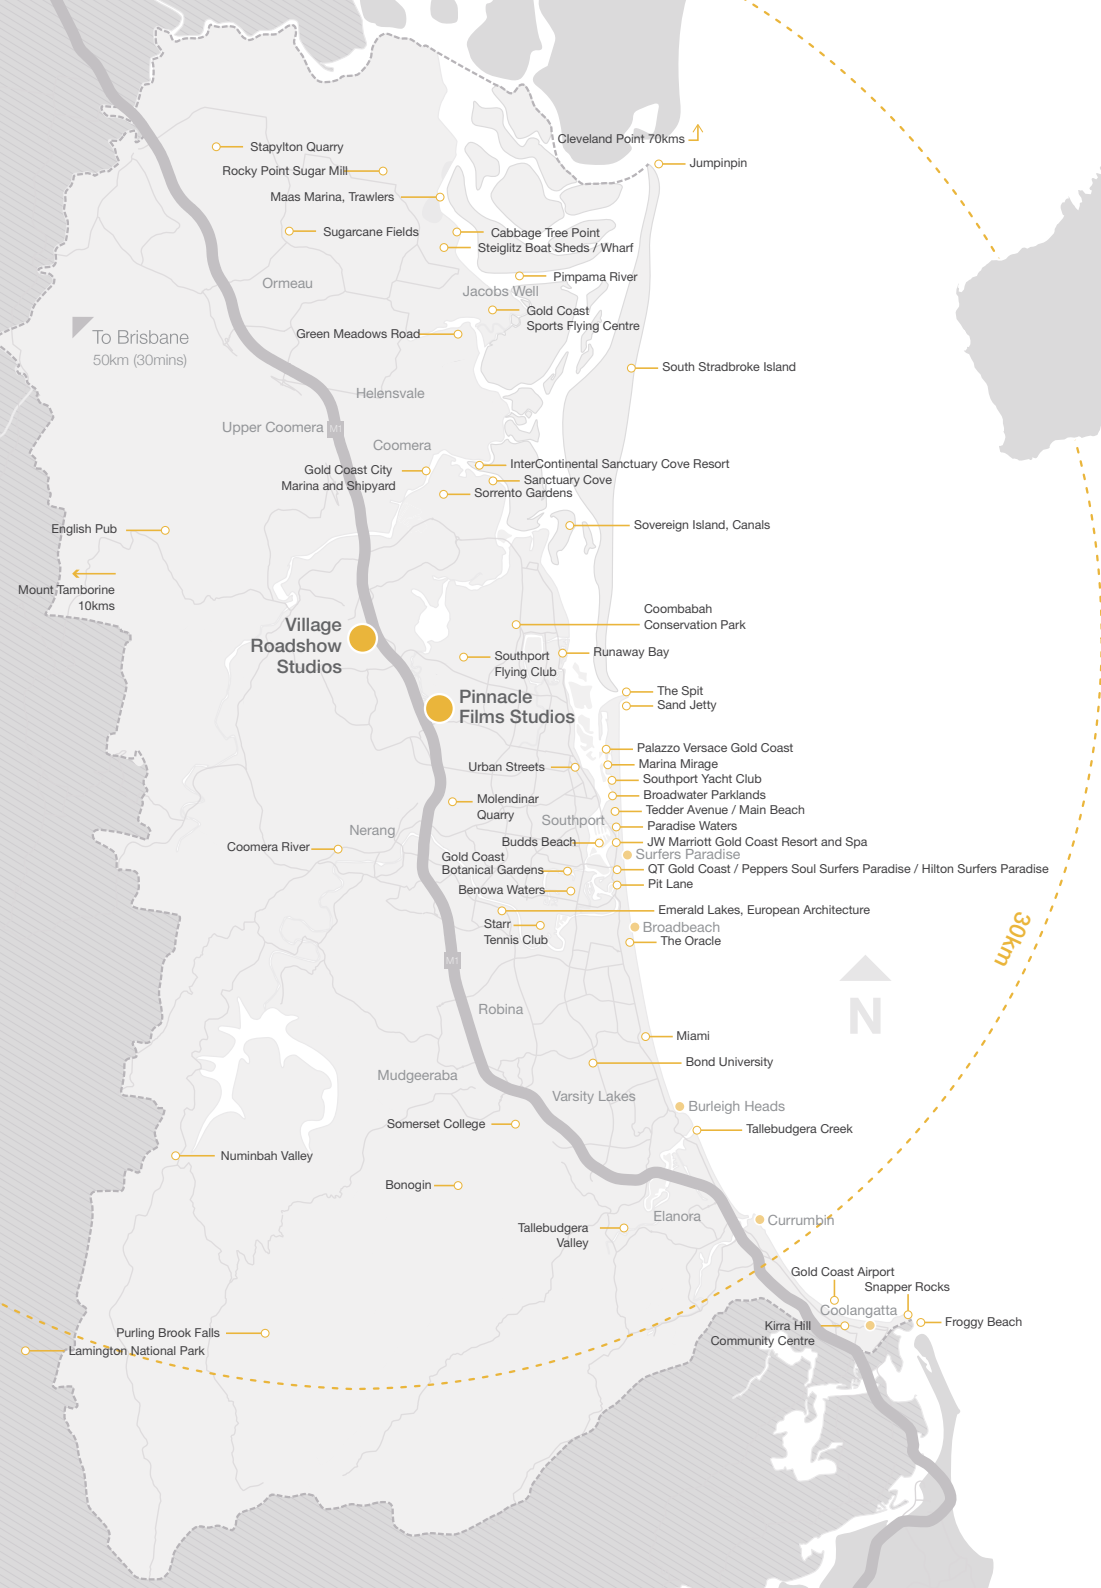 Cleveland Point 70kms
Stapylton Quarry
Jumpinpin
Rocky Point Sugar Mill
Maas Marina, Trawlers
Sugarcane Fields
Cabbage Tree Point
Steiglitz Boat Sheds / Wharf
Pimpama River
Ormeau
Jacobs Well
Gold Coast
Sports Flying Centre
Green Meadows Road
To Brisbane
50km (30mins)
South Stradbroke Island
Helensvale
Upper Coomera
M1
Coomera
InterContinental Sanctuary Cove Resort
Gold Coast City
Marina and Shipyard
Sanctuary Cove
Sorrento Gardens
English Pub
Sovereign Island, Canals
Mount Tamborine
10kms
Coombabah
Conservation Park
Village
Roadshow
Studios
Runaway Bay
Southport
Flying Club
The Spit
Sand Jetty
Pinnacle
Films Studios
Palazzo Versace Gold Coast
Marina Mirage
Urban Streets
Southport Yacht Club
Broadwater Parklands
Molendinar
Quarry
Tedder Avenue / Main Beach
Southport
Paradise Waters
Nerang
Budds Beach
JW Marriott Gold Coast Resort and Spa
Coomera River
Surfers Paradise
Gold Coast
Botanical Gardens
QT Gold Coast / Peppers Soul Surfers Paradise / Hilton Surfers Paradise
Pit Lane
Benowa Waters
Emerald Lakes, European Architecture
Starr
Tennis Club
Broadbeach
The Oracle
30km
M1
N
Robina
Miami
Bond University
Mudgeeraba
Varsity Lakes
Burleigh Heads
Somerset College
Tallebudgera Creek
Numinbah Valley
Bonogin
Elanora
Currumbin
Tallebudgera
Valley
Gold Coast Airport
Snapper Rocks
Coolangatta
Kirra Hill
Community Centre
Froggy Beach
Purling Brook Falls
Lamington National Park